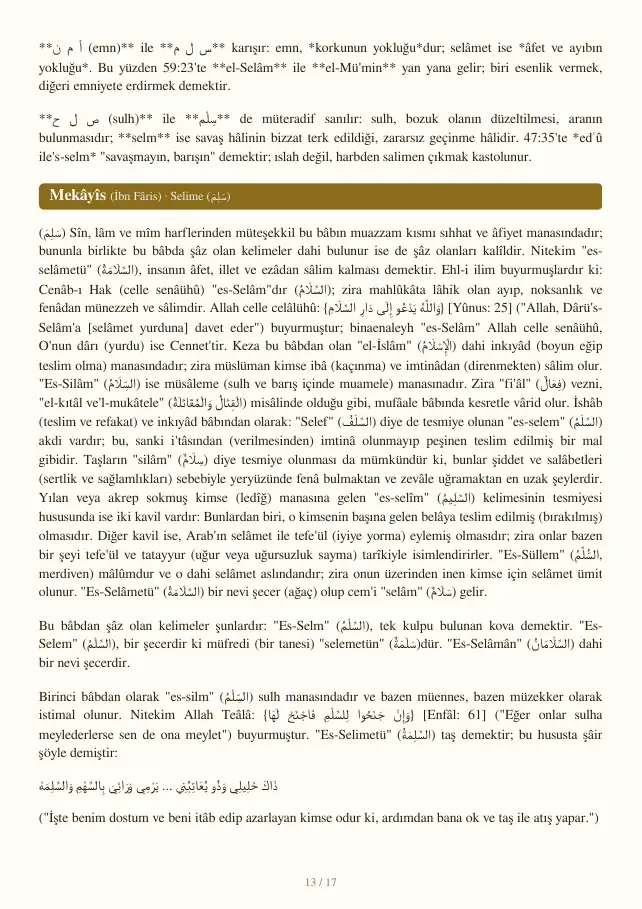 **أ م ن (emn)** ile **س ل م** karışır: emn, *korkunun yokluğu*dur; selâmet ise *âfet ve ayıbın
yokluğu*. Bu yüzden 59:23'te **el-Selâm** ile **el-Mü'min** yan yana gelir; biri esenlik vermek,
diğeri emniyete erdirmek demektir.
**ص ل ح (sulh)** ile **سِلْم** de müteradif sanılır: sulh, bozuk olanın düzeltilmesi, aranın
bulunmasıdır; **selm** ise savaş hâlinin bizzat terk edildiği, zararsız geçinme hâlidir. 47:35'te *ed'û
ile's-selm* "savaşmayın, barışın" demektir; ıslah değil, harbden salimen çıkmak kastolunur.
Mekâyîs (İbn Fâris) · Selime (سَلِمَ)
(سَلِمَ) Sîn, lâm ve mîm harflerinden müteşekkil bu bâbın muazzam kısmı sıhhat ve âfiyet manasındadır;
bununla birlikte bu bâbda şâz olan kelimeler dahi bulunur ise de şâz olanları kalîldir. Nitekim "es-
selâmetü" (السَّلَامَةُ), insanın âfet, illet ve ezâdan sâlim kalması demektir. Ehl-i ilim buyurmuşlardır ki:
Cenâb-ı Hak (celle senâühû) "es-Selâm"dır (السَّلَامُ); zira mahlûkâta lâhik olan ayıp, noksanlık ve
fenâdan münezzeh ve sâlimdir. Allah celle celâlühû: {وَاللَّهُ يَدْعُو إِلَى دَارِ السَّلَامِ} [Yûnus: 25] ("Allah, Dârü's-
Selâm'a [selâmet yurduna] davet eder") buyurmuştur; binaenaleyh "es-Selâm" Allah celle senâühû,
O'nun dârı (yurdu) ise Cennet'tir. Keza bu bâbdan olan "el-İslâm" (الْإِسْلَامُ) dahi inkıyâd (boyun eğip
teslim olma) manasındadır; zira müslüman kimse ibâ (kaçınma) ve imtinâdan (direnmekten) sâlim olur.
"Es-Silâm" (السِّلَامُ) ise müsâleme (sulh ve barış içinde muamele) manasınadır. Zira "fi'âl" (فِعَالٌ) vezni,
"el-kıtâl ve'l-mukâtele" (الْقِتَالُ وَالْمُقَاتَلَةُ) misâlinde olduğu gibi, mufâale bâbında kesretle vârid olur. İshâb
(teslim ve refakat) ve inkıyâd bâbından olarak: "Selef" (السَّلَفُ) diye de tesmiye olunan "es-selem" (السَّلَمُ)
akdi vardır; bu, sanki i'tâsından (verilmesinden) imtinâ olunmayıp peşinen teslim edilmiş bir mal
gibidir. Taşların "silâm" (سِلَامٌ) diye tesmiye olunması da mümkündür ki, bunlar şiddet ve salâbetleri
(sertlik ve sağlamlıkları) sebebiyle yeryüzünde fenâ bulmaktan ve zevâle uğramaktan en uzak şeylerdir.
Yılan veya akrep sokmuş kimse (ledîğ) manasına gelen "es-selîm" (السَّلِيمُ) kelimesinin tesmiyesi
hususunda ise iki kavil vardır: Bunlardan biri, o kimsenin başına gelen belâya teslim edilmiş (bırakılmış)
olmasıdır. Diğer kavil ise, Arab'ın selâmet ile tefe'ül (iyiye yorma) eylemiş olmasıdır; zira onlar bazen
bir şeyi tefe'ül ve tatayyur (uğur veya uğursuzluk sayma) tarîkiyle isimlendirirler. "Es-Süllem" (السُّلَّمُ,
merdiven) mâlûmdur ve o dahi selâmet aslındandır; zira onun üzerinden inen kimse için selâmet ümit
olunur. "Es-Selâmetü" (السَّلَامَةُ) bir nevi şecer (ağaç) olup cem'i "selâm" (سَلَامٌ) gelir.
Bu bâbdan şâz olan kelimeler şunlardır: "Es-Selm" (السَّلْمُ), tek kulpu bulunan kova demektir. "Es-
Selem" (السَّلَمُ), bir şecerdir ki müfredi (bir tanesi) "selemetün" (سَلَمَةٌ)dür. "Es-Selâmân" (السَّلَامَانُ) dahi
bir nevi şecerdir.
Birinci bâbdan olarak "es-silm" (السِّلْمُ) sulh manasındadır ve bazen müennes, bazen müzekker olarak
istimal olunur. Nitekim Allah Teâlâ: {وَإِنْ جَنَحُوا لِلسَّلْمِ فَاجْنَحْ لَهَا} [Enfâl: 61] ("Eğer onlar sulha
meylederlerse sen de ona meylet") buyurmuştur. "Es-Selimetü" (السَّلِمَةُ) taş demektir; bu hususta şâir
şöyle demiştir:
ذَاكَ خَلِيلِي وَذُو يُعَاتِبُنِي ... يَرْمِي وَرَائِيَ بِالسَّهْمِ وَالسَّلِمَهْ
("İşte benim dostum ve beni itâb edip azarlayan kimse odur ki, ardımdan bana ok ve taş ile atış yapar.")
13 / 17